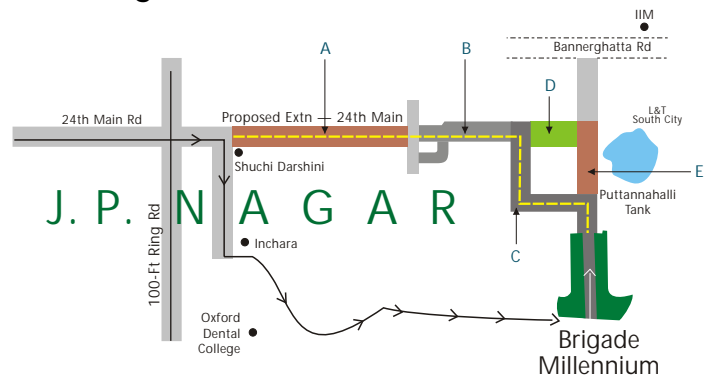 IIM
Bannerghatta Rd
A
B
D
L&T
South City
24th Main Rd
Proposed Extn — 24th Main
Shuchi Darshini
E
J. P. NAGAR
Puttannahalli
Tank
100-Ft Ring Rd
Inchara
C
Oxford
Dental
College
Brigade
Millennium